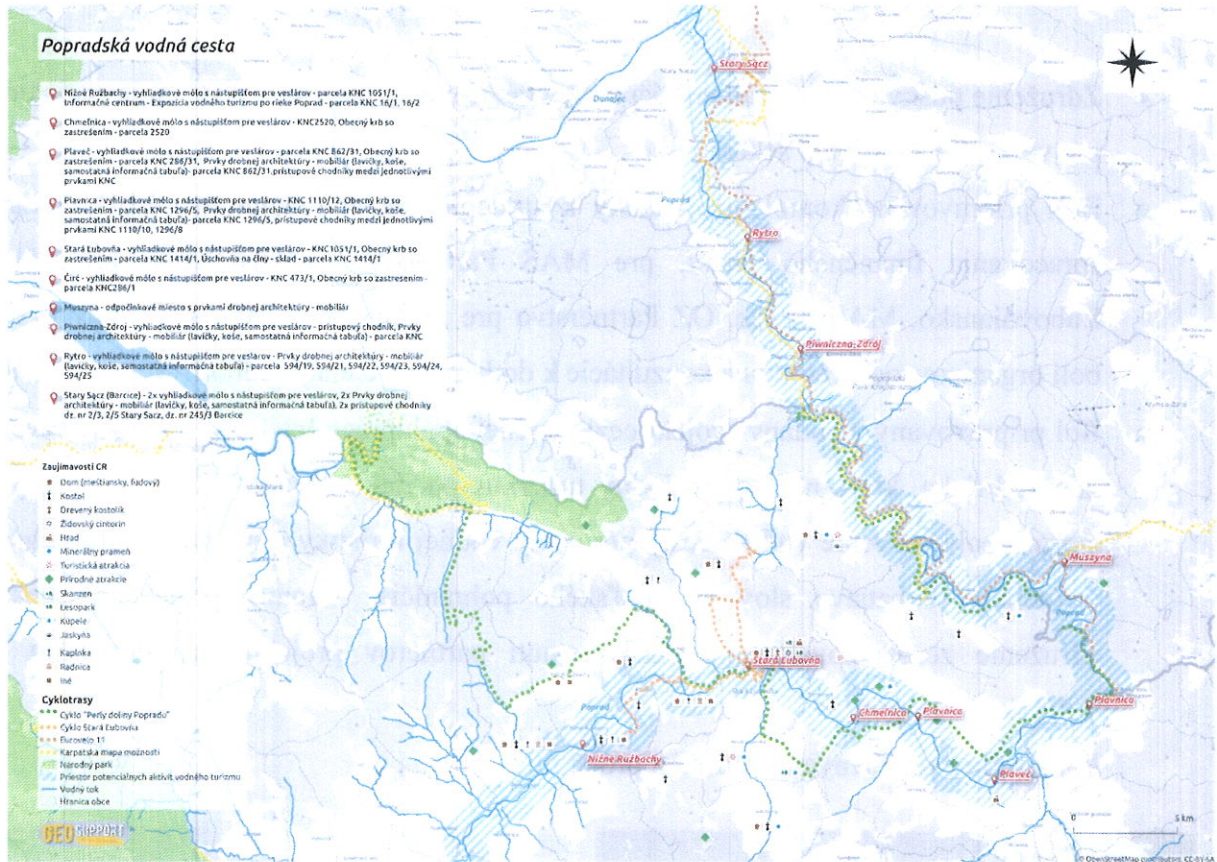 Popradská vodná cesta
Nižné Ružbachy - vyhliadkové mólo s nástupišťom pre veslárov - parcela KNC 1051/1,
Informačné centrum - Expozícia vodného turizmu po rieke Poprad - parcela KNC 16/1, 16/2
Chmeľnica - vyhliadkové mólo s nástupišťom pre veslárov - KNC2520, Obecný krb so
zastrešením - parcela 2520
Plaveč - vyhliadkové mólo s nástupišťom pre veslárov - parcela KNC 862/31, Obecný krb so
zastrešením - parcela KNC 286/31, Prvky drobnej architektúry - mobiliár (lavičky, koše,
samostatná informačná tabuľa)- parcela KNC 862/31,prístupové chodníky medzi jednotlivými
prvkami KNC
Plavnica - vyhliadkové mólo s nástupišťom pre veslárov - KNC 1110/12, Obecný krb so
zastrešením - parcela KNC 1296/5, Prvky drobnej architektúry - mobiliár (lavičky, koše,
samostatná informačná tabuľa)- parcela KNC 1296/5, prístupové chodníky medzi jednotlivými
prvkami KNC 1110/10, 1296/8
Stará Ľubovňa - vyhliadkové mólo s nástupišťom pre veslárov - KNC1051/1, Obecný krb so
zastrešením - parcela KNC 1414/1, Úschovňa na člny - sklad - parcela KNC 1414/1
Čirč - vyhliadkové mólo s nástupišťom pre veslárov - KNC 473/1, Obecný krb so zastresením -
parcela KNC286/1
Muszyna - odpočinkové miesto s prvkami drobnej architektúry - mobiliár
Piwniczna-Zdroj - vyhliadkové mólo s nástupišťom pre veslárov - prístupový chodník, Prvky
drobnej architektúry - mobiliár (lavičky, koše, samostatná informačná tabuľa) - parcela KNC
Rytro - vyhliadkové mólo s nástupišťom pre veslárov - Prvky drobnej architektúry - mobiliár
(lavičky, koše, samostatná informačná tabuľa) - parcela 594/19, 594/21, 594/22, 594/23, 594/24,
594/25
Stary Sącz (Barcice) - 2x vyhliadkové mólo s nástupišťom pre veslárov, 2x Prvky drobnej
architektúry - mobiliár (lavičky, koše, samostatná informačná tabuľa), 2x prístupové chodníky
dz. nr 2/3, 2/5 Stary Sacz, dz. nr 245/3 Barcice
Zaujímavosti CR
Dom (meštiansky, ľudový)
Kostol
Drevený kostolík
Židovský cintorín
Hrad
Minerálny prameň
Turistická atrakcia
Prírodné atrakcie
Skanzen
Lesopark
Kúpele
Jaskyňa
Kaplnka
Radnica
Iné
Cyklotrasy
Cyklo "Perly doliny Popradu"
Cyklo Stará Ľubovňa
Eurovelo 11
Karpatská mapa možností
Národný park
Priestor potenciálnych aktivít vodného turizmu
Vodný tok
Hranica obce
GEO SUPPORT
Stary Sącz
Stary Sącz
Dunajec
Poprad
Rytro
Piwniczna-Zdrój
Muszyna
Poprad
Stará Ľubovňa
Chmeľnica
Plavnica
Plavnica
Plaveč
Poprad
Nižné Ružbachy
0 5 km
© OpenStreetMap contributors, CC-BY-SA